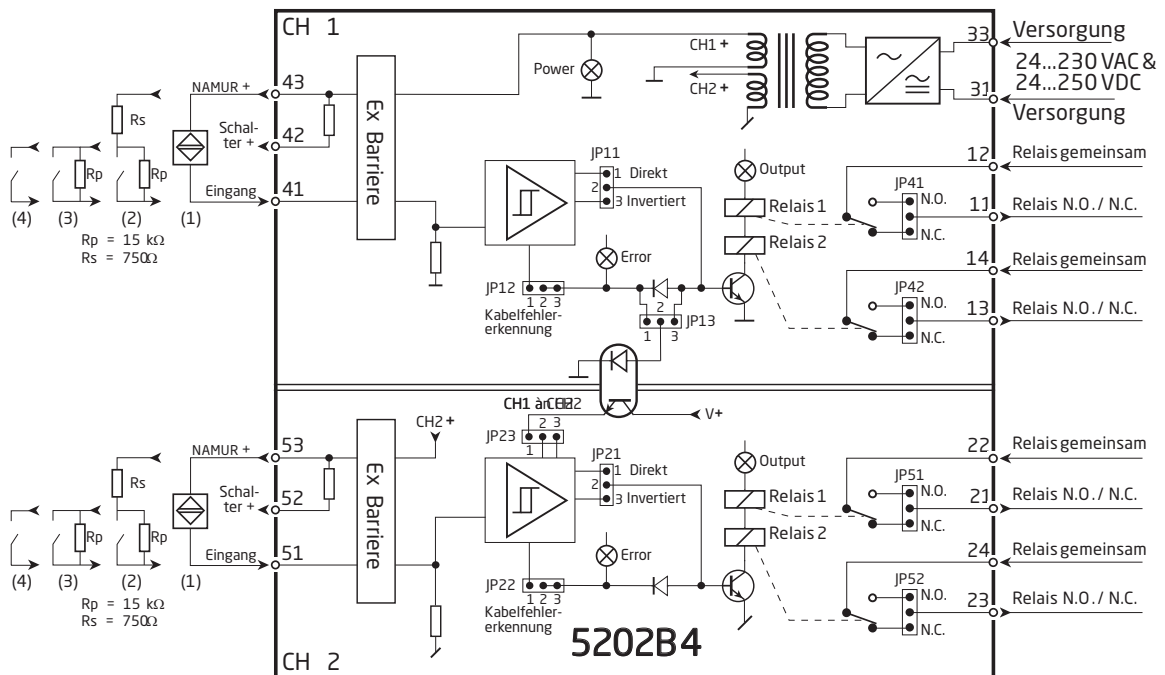 CH 1
33
Versorgung
24...230 VAC &
24...250 VDC
31
Versorgung
CH1 +
CH2 +
Power
43
NAMUR +
Rs
Schal-
ter +
42
Ex Barriere
Rp
Rp
Eingang
41
(4)
(3)
(2)
(1)
Rp = 15 kΩ
Rs = 750Ω
JP11
1 Direkt
2
3 Invertiert
Output
Relais 1
Relais 2
Error
JP12
1 2 3
Kabelfehler-
erkennung
2
1 3
JP13
12
Relais gemeinsam
JP41
N.O.
11
Relais N.O. / N.C.
N.C.
14
Relais gemeinsam
JP42
N.O.
13
Relais N.O. / N.C.
N.C.
V+
CH2 +
JP23
2 3
1
53
NAMUR +
Rs
Schal-
ter +
52
Ex Barriere
Rp
Rp
Eingang
51
(4)
(3)
(2)
(1)
Rp = 15 kΩ
Rs = 750Ω
JP21
1 Direkt
2
3 Invertiert
Output
Relais 1
Relais 2
Error
JP22
1 2 3
Kabelfehler-
erkennung
22
Relais gemeinsam
JP51
N.O.
21
Relais N.O. / N.C.
N.C.
24
Relais gemeinsam
JP52
N.O.
23
Relais N.O. / N.C.
N.C.
5202B4
CH 2